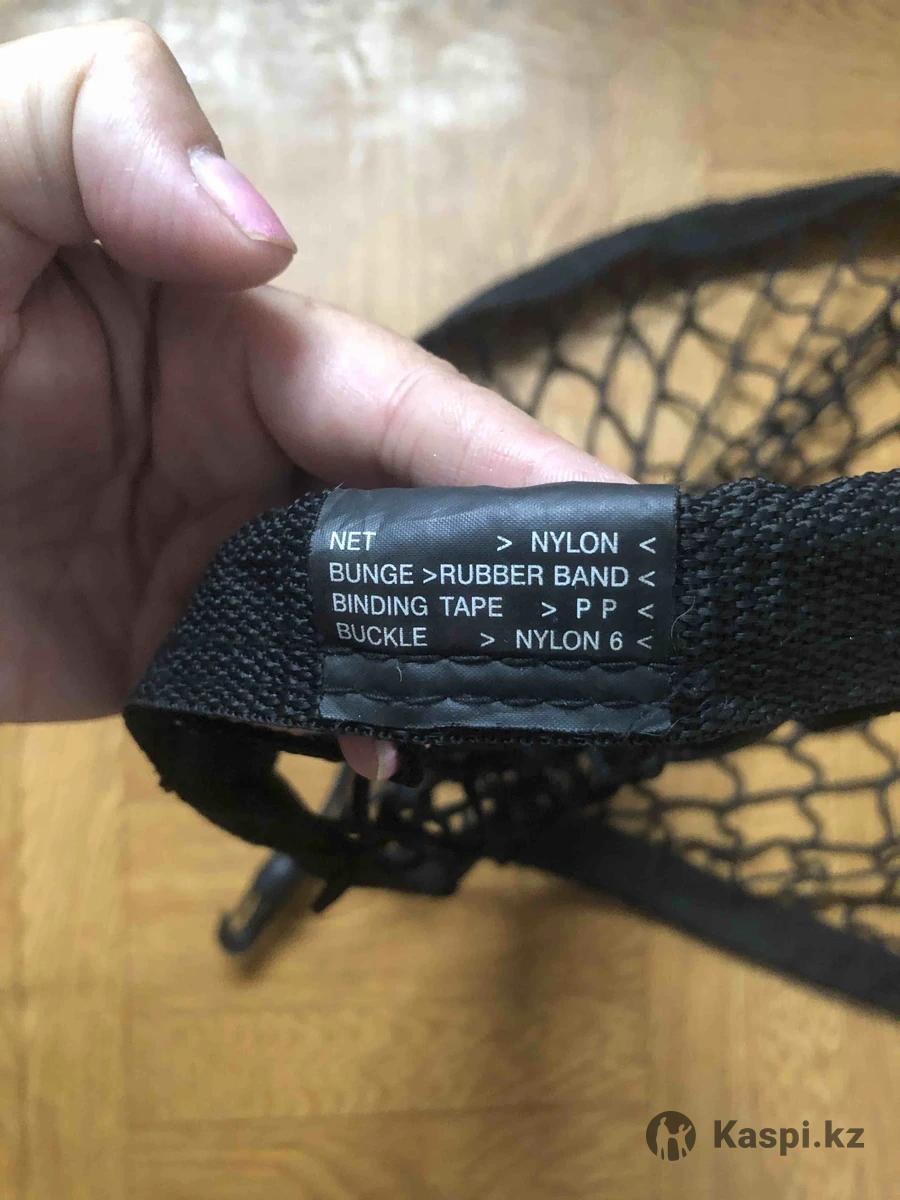 NET > NYLON <
BUNGE >RUBBER BAND <
BINDING TAPE > P P <
BUCKLE > NYLON 6 <
Kaspi.kz